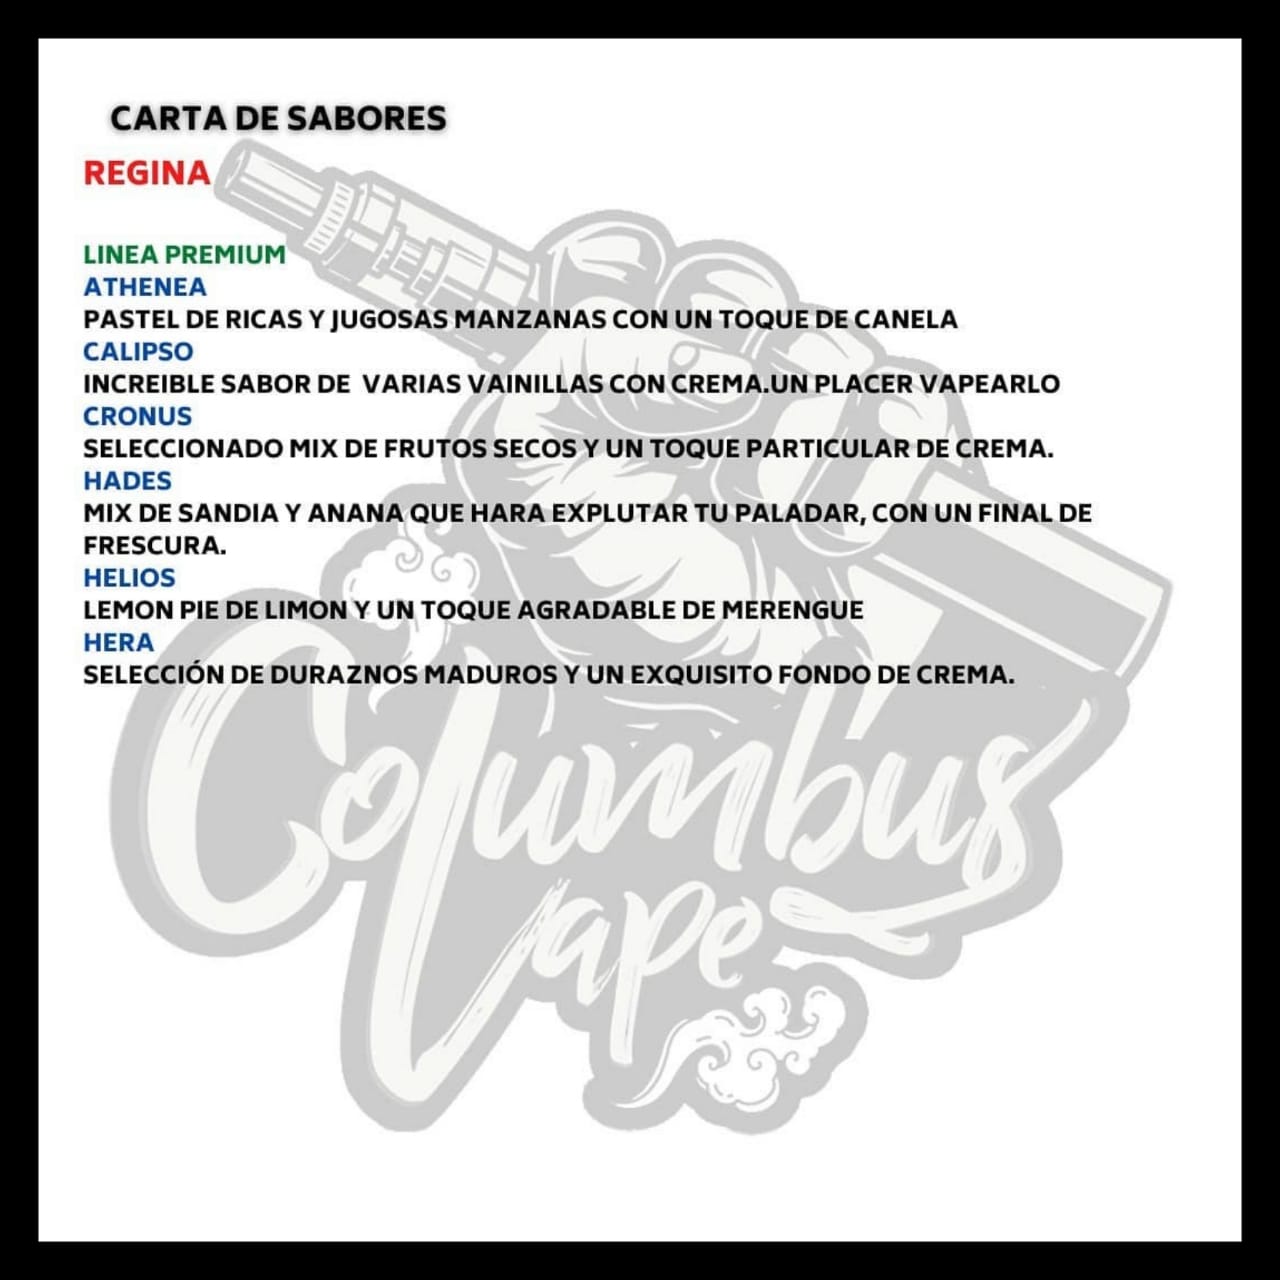 CARTA DE SABORES
REGINA
LINEA PREMIUM
ATHENEA
PASTEL DE RICAS Y JUGOSAS MANZANAS CON UN TOQUE DE CANELA
CALIPSO
INCREIBLE SABOR DE VARIAS VAINILLAS CON CREMA.UN PLACER VAPEARLO
CRONUS
SELECCIONADO MIX DE FRUTOS SECOS Y UN TOQUE PARTICULAR DE CREMA.
HADES
MIX DE SANDIA Y ANANA QUE HARA EXPLUTAR TU PALADAR, CON UN FINAL DE
FRESCURA.
HELIOS
LEMON PIE DE LIMON Y UN TOQUE AGRADABLE DE MERENGUE
HERA
SELECCIÓN DE DURAZNOS MADUROS Y UN EXQUISITO FONDO DE CREMA.
Columbus
Vape